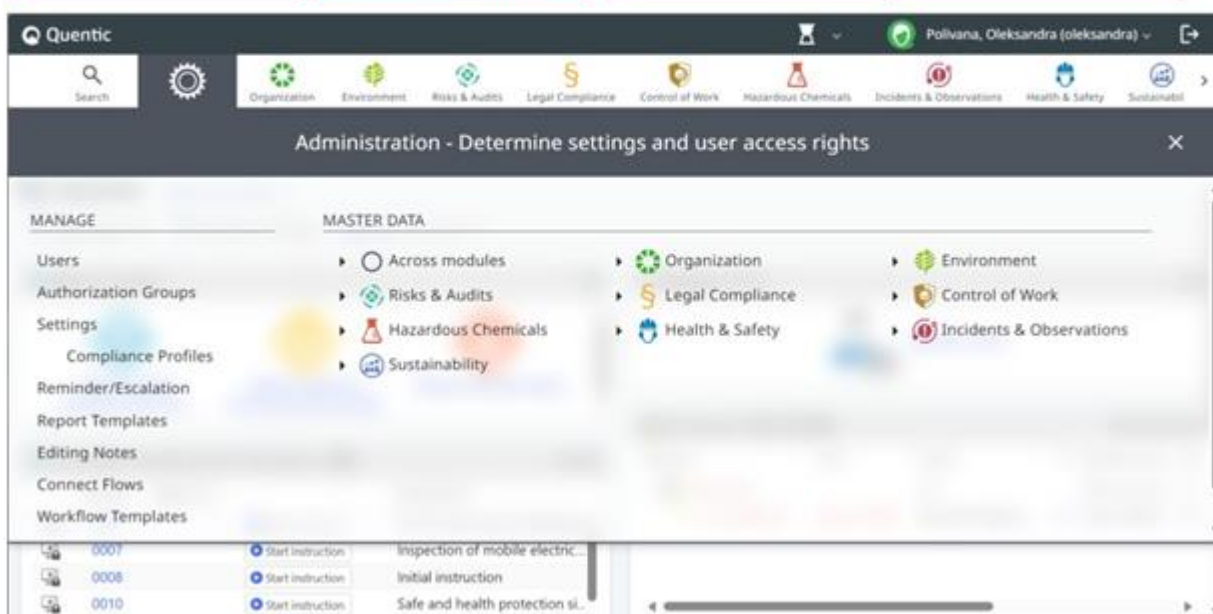 Quentic
Polivana, Oleksandra (oleksandra)
Search
Organization
Environment
Risks & Audits
Legal Compliance
Control of Work
Hazardous Chemicals
Incidents & Observations
Health & Safety
Sustainabil
Administration - Determine settings and user access rights
MANAGE
MASTER DATA
Users
Across modules
Organization
Environment
Authorization Groups
Risks & Audits
Legal Compliance
Control of Work
Settings
Hazardous Chemicals
Health & Safety
Incidents & Observations
Compliance Profiles
Sustainability
Reminder/Escalation
Report Templates
Editing Notes
Connect Flows
Workflow Templates
0007 Start instruction Inspection of mobile electric...
0008 Start instruction Initial instruction
0010 Start instruction Safe and health protection si...